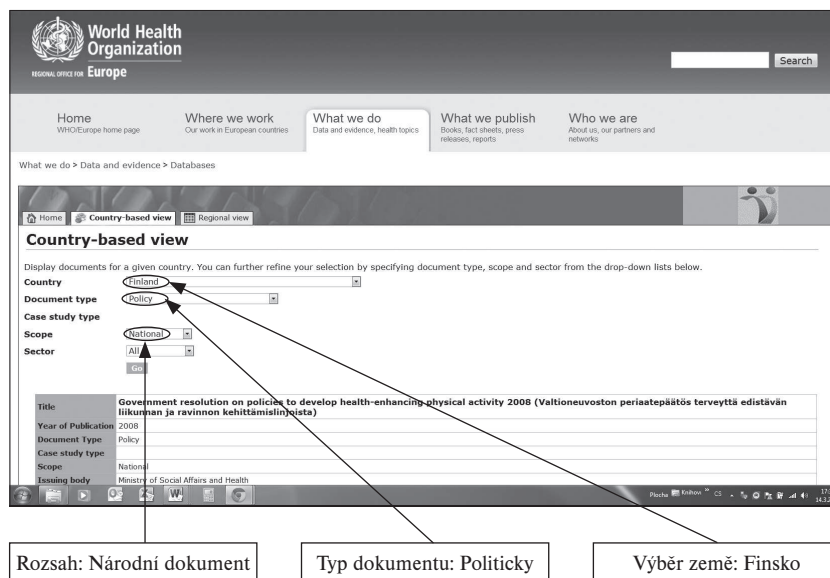 World Health
Organization
REGIONAL OFFICE FOR Europe
Search
Home
WHO/Europe home page
Where we work
Our work in European countries
What we do
Data and evidence, health topics
What we publish
Books, fact sheets, press
releases, reports
Who we are
About us, our partners and
networks
What we do > Data and evidence > Databases
Home
Country-based view
Regional view
Country-based view
Display documents for a given country. You can further refine your selection by specifying document type, scope and sector from the drop-down lists below.
Country Finland
Document type Policy
Case study type
Scope National
Sector All
Go
Title Government resolution on policies to develop health-enhancing physical activity 2008 (Valtioneuvoston periaatepäätös terveyttä edistävän
liikunnan ja ravinnon kehittämislinjoista)
Year of Publication 2008
Document Type Policy
Case study type
Scope National
Issuing body Ministry of Social Affairs and Health
Plocha Knihovn » CS
Rozsah: Národní dokument
Typ dokumentu: Politicky
Výběr země: Finsko